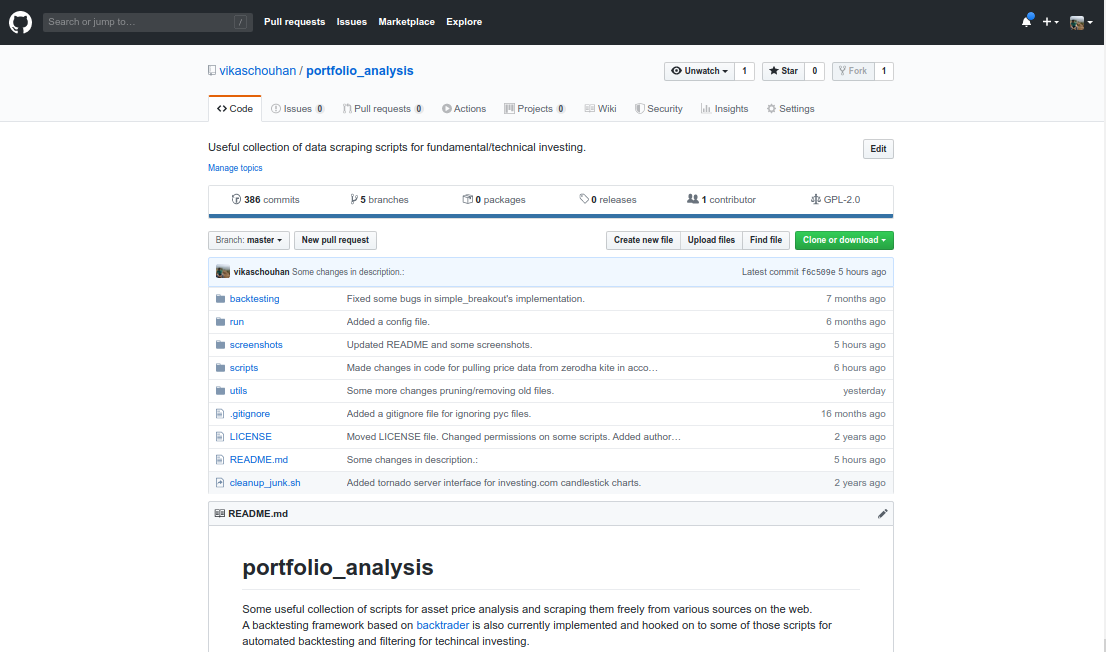 Search or jump to... / Pull requests Issues Marketplace Explore
vikaschouhan / portfolio_analysis Unwatch 1 Star 0 Fork 1
Code Issues 0 Pull requests 0 Actions Projects 0 Wiki Security Insights Settings
Useful collection of data scraping scripts for fundamental/technical investing. Edit
Manage topics
386 commits 5 branches 0 packages 0 releases 1 contributor GPL-2.0
Branch: master New pull request Create new file Upload files Find file Clone or download
vikaschouhan Some changes in description.: Latest commit f6c509e 5 hours ago
backtesting Fixed some bugs in simple_breakout's implementation. 7 months ago
run Added a config file. 6 months ago
screenshots Updated README and some screenshots. 5 hours ago
scripts Made changes in code for pulling price data from zerodha kite in acco… 6 hours ago
utils Some more changes pruning/removing old files. yesterday
.gitignore Added a gitignore file for ignoring pyc files. 16 months ago
LICENSE Moved LICENSE file. Changed permissions on some scripts. Added author… 2 years ago
README.md Some changes in description.: 5 hours ago
cleanup_junk.sh Added tornado server interface for investing.com candlestick charts. 2 years ago
README.md
portfolio_analysis
Some useful collection of scripts for asset price analysis and scraping them freely from various sources on the web.
A backtesting framework based on backtrader is also currently implemented and hooked on to some of those scripts for
automated backtesting and filtering for techincal investing.